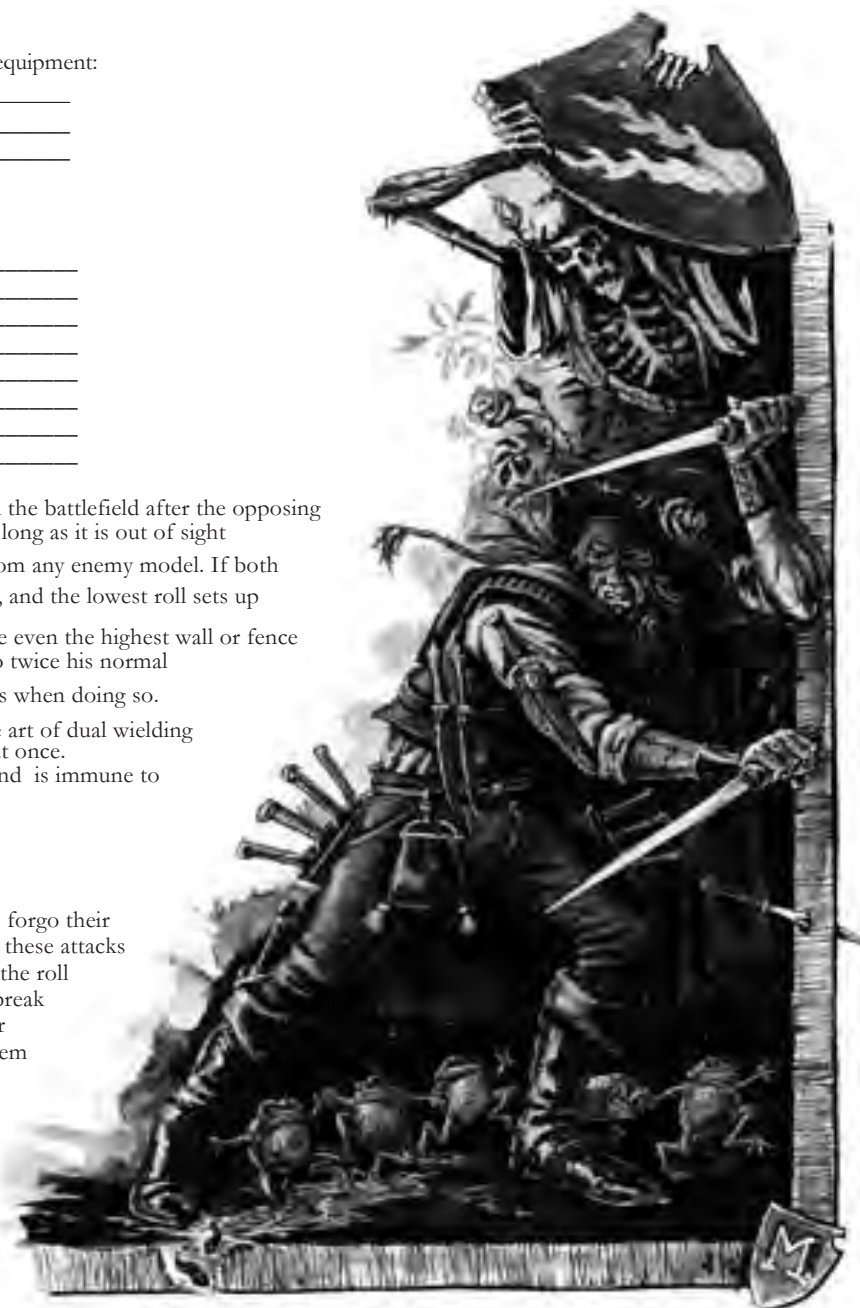 equipment:
the battlefield after the opposing
long as it is out of sight
om any enemy model. If both
, and the lowest roll sets up
e even the highest wall or fence
twice his normal
s when doing so.
e art of dual wielding
at once.
nd is immune to
forgo their
these attacks
the roll
break
r
em
M